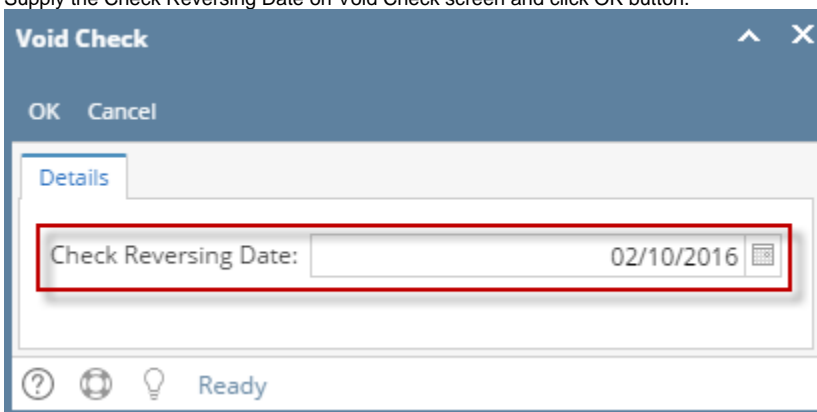 Supply the Check Reversing Date on Void Check screen and click OK button.
Void Check
OK Cancel
Details
Check Reversing Date: 02/10/2016
Ready